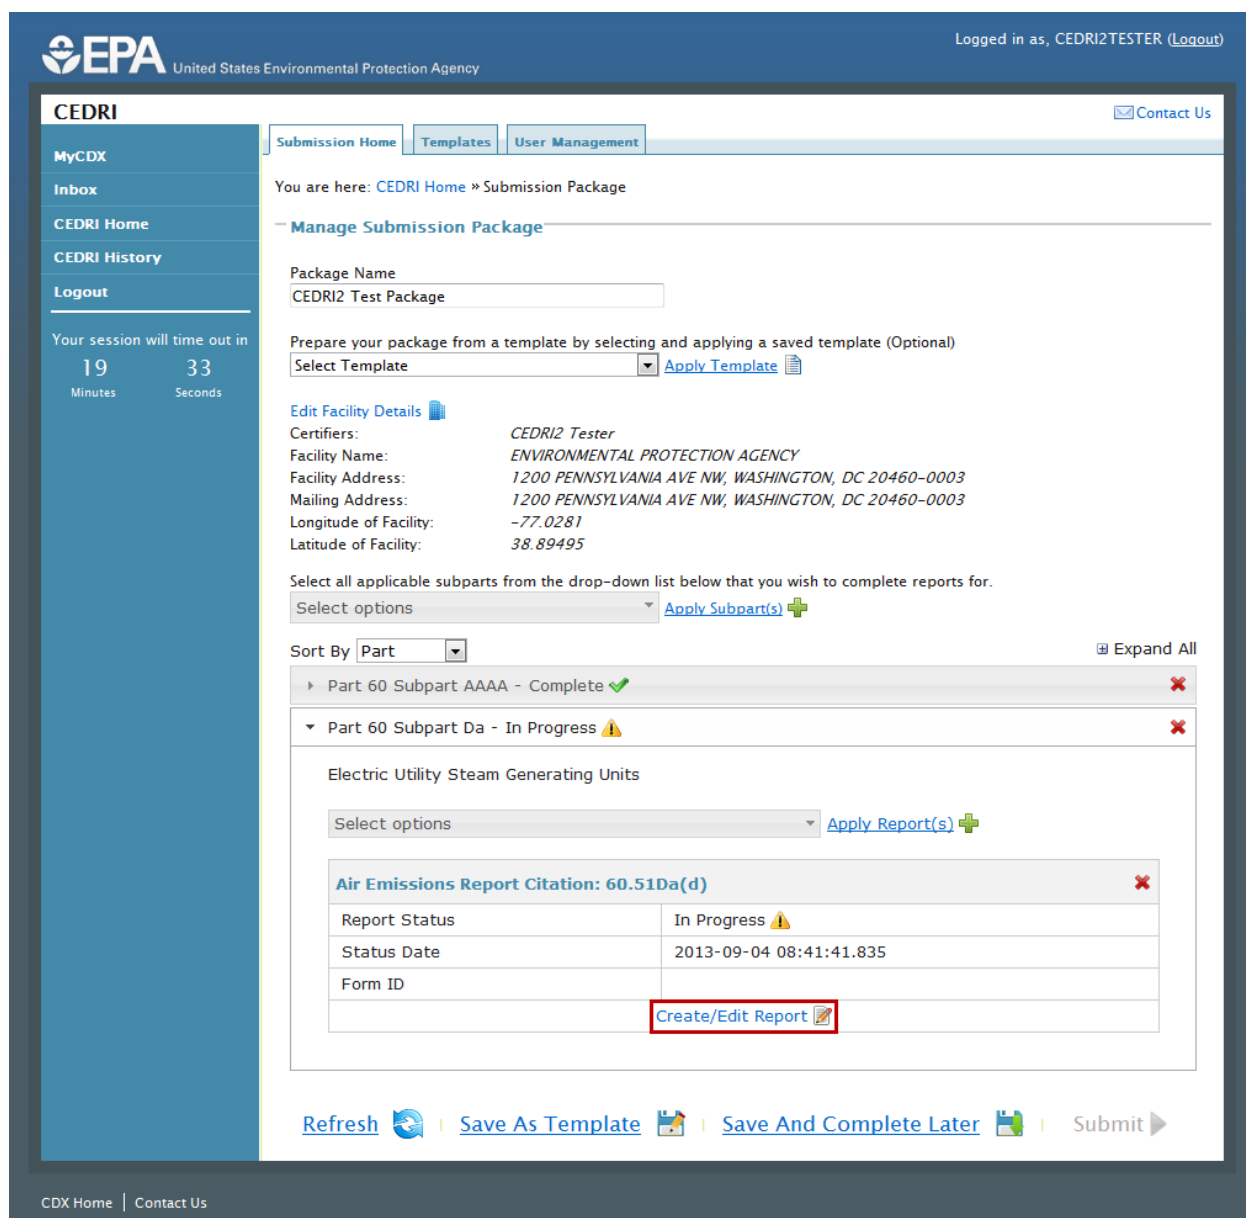 EPA United States Environmental Protection Agency
Logged in as, CEDRI2TESTER (Logout)
CEDRI
Contact Us
MyCDX
Inbox
CEDRI Home
CEDRI History
Logout
Your session will time out in
19 33
Minutes Seconds
Submission Home Templates User Management
You are here: CEDRI Home » Submission Package
Manage Submission Package
Package Name
CEDRI2 Test Package
Prepare your package from a template by selecting and applying a saved template (Optional)
Select Template Apply Template
Edit Facility Details
Certifiers: CEDRI2 Tester
Facility Name: ENVIRONMENTAL PROTECTION AGENCY
Facility Address: 1200 PENNSYLVANIA AVE NW, WASHINGTON, DC 20460-0003
Mailing Address: 1200 PENNSYLVANIA AVE NW, WASHINGTON, DC 20460-0003
Longitude of Facility: -77.0281
Latitude of Facility: 38.89495
Select all applicable subparts from the drop-down list below that you wish to complete reports for.
Select options Apply Subpart(s)
Sort By Part Expand All
Part 60 Subpart AAAA - Complete
Part 60 Subpart Da - In Progress
Electric Utility Steam Generating Units
Select options Apply Report(s)
Air Emissions Report Citation: 60.51Da(d)
Report Status In Progress
Status Date 2013-09-04 08:41:41.835
Form ID
Create/Edit Report
Refresh Save As Template Save And Complete Later Submit
CDX Home | Contact Us